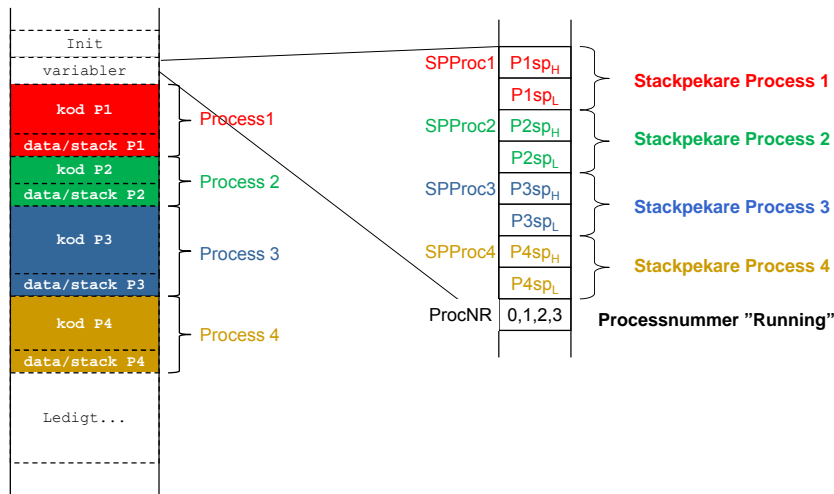 Init
variabler
kod P1
data/stack P1
kod P2
data/stack P2
kod P3
data/stack P3
kod P4
data/stack P4
Ledigt...
Process1
Process 2
Process 3
Process 4
SPProc1 P1spH Stackpekare Process 1
P1spL
SPProc2 P2spH Stackpekare Process 2
P2spL
SPProc3 P3spH Stackpekare Process 3
P3spL
SPProc4 P4spH Stackpekare Process 4
P4spL
ProcNR 0,1,2,3 Processnummer ”Running”